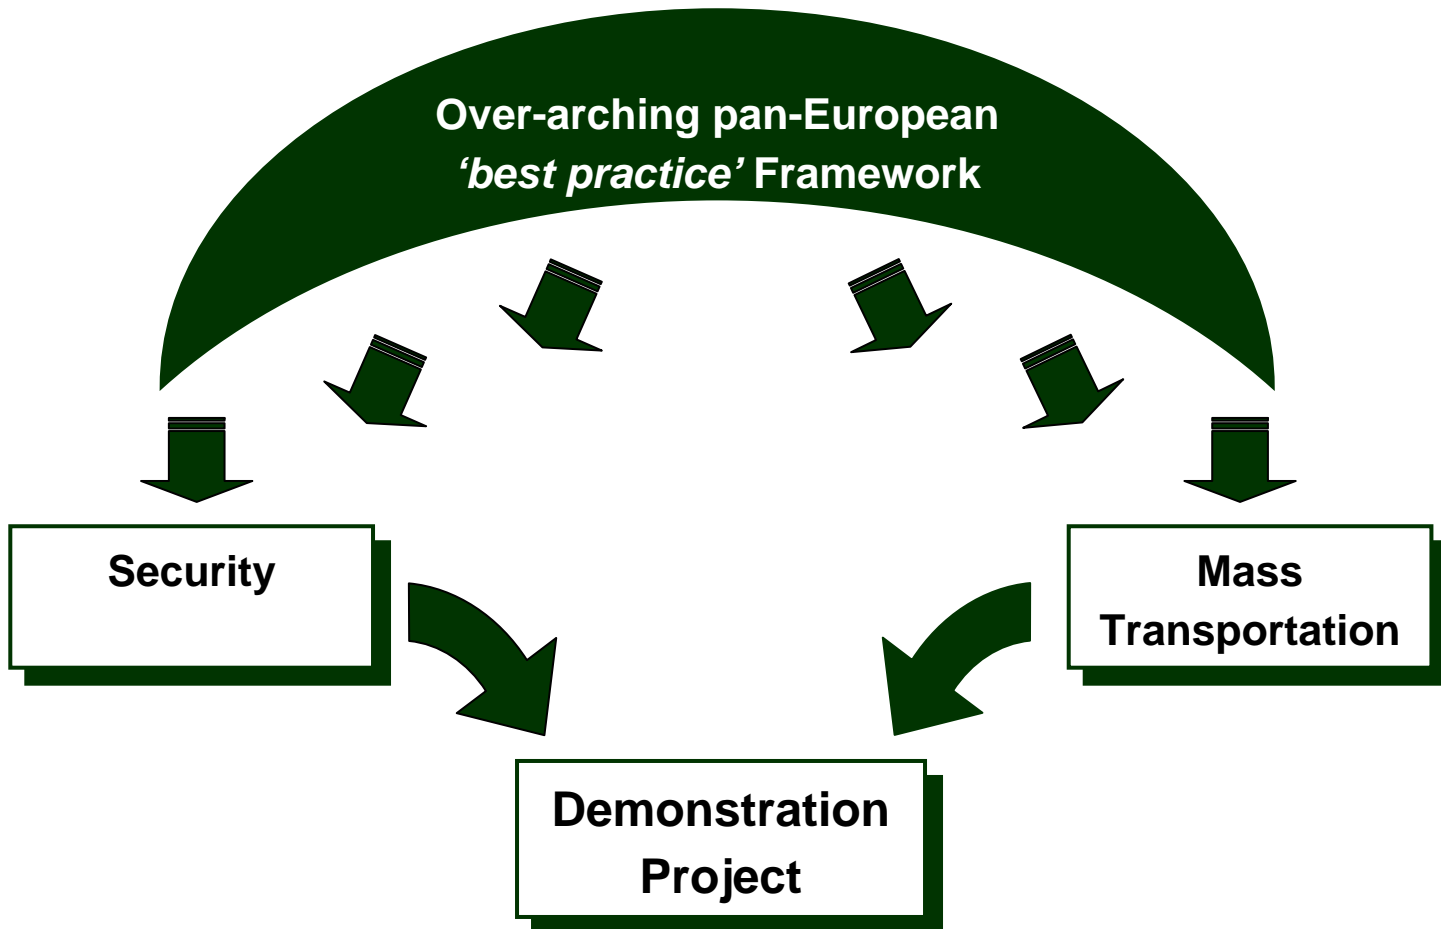 Over-arching pan-European
‘best practice’ Framework
Security
Mass
Transportation
Demonstration
Project